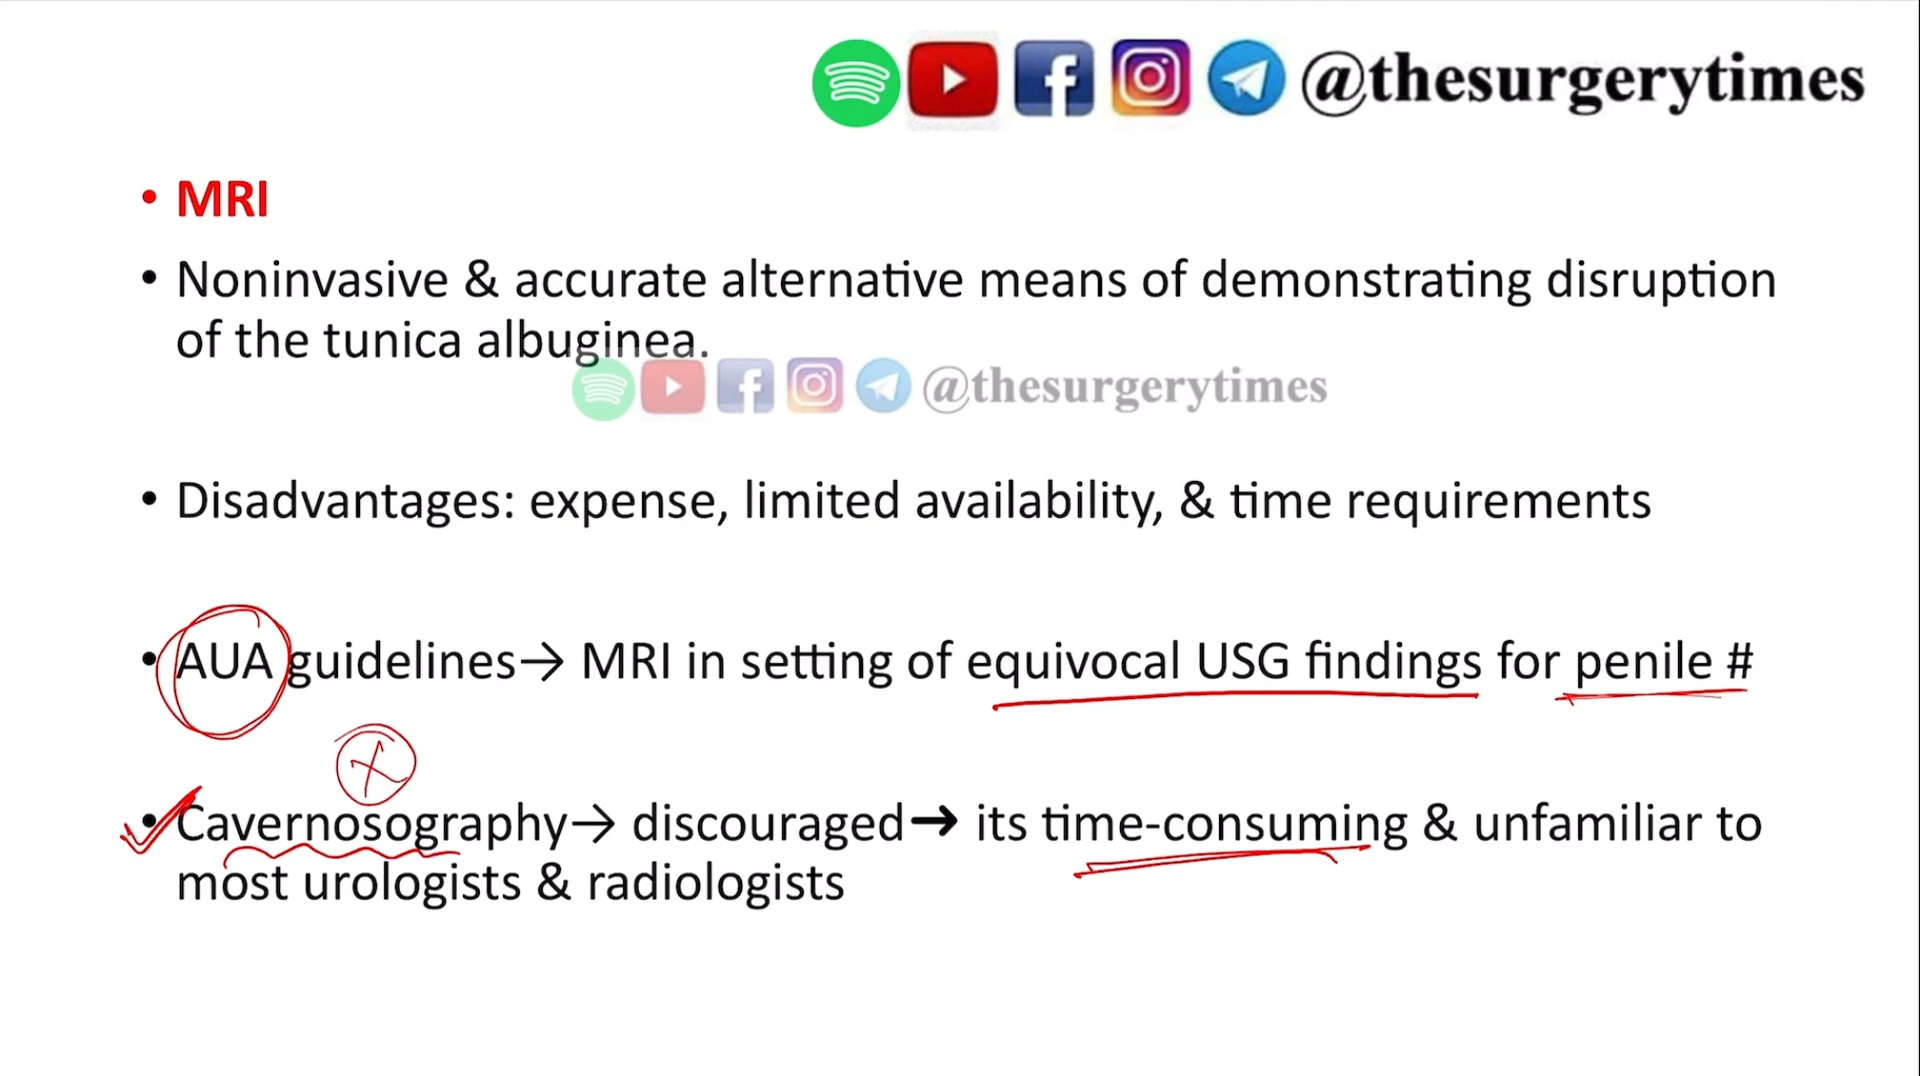 @thesurgerytimes
• MRI
• Noninvasive & accurate alternative means of demonstrating disruption
of the tunica albuginea.
@thesurgerytimes
• Disadvantages: expense, limited availability, & time requirements
• AUA guidelines→ MRI in setting of equivocal USG findings for penile #
• Cavernosography→ discouraged→ its time-consuming & unfamiliar to
most urologists & radiologists